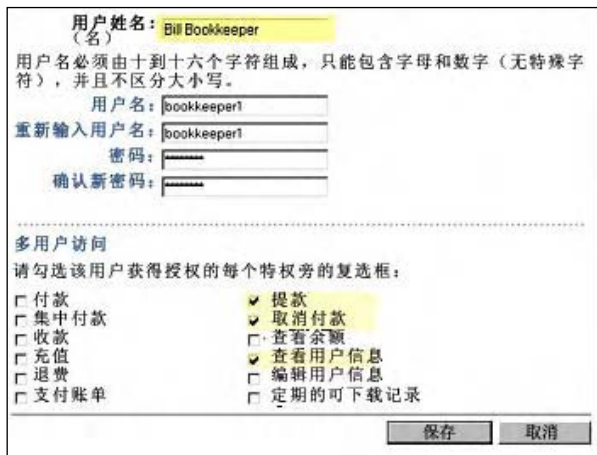 用户姓名： Bill Bookkeeper
（名）
用户名必须由十到十六个字符组成，只能包含字母和数字（无特殊字
符），并且不区分大小写。
用户名： bookkeeper1
重新输入用户名： bookkeeper1
密码： ********
确认新密码： ********
多用户访问
请勾选该用户获得授权的每个特权旁的复选框：
付款 提款
集中付款 取消付款
收款 查看余额
充值 查看用户信息
退费 编辑用户信息
支付账单 定期的可下载记录
保存 取消